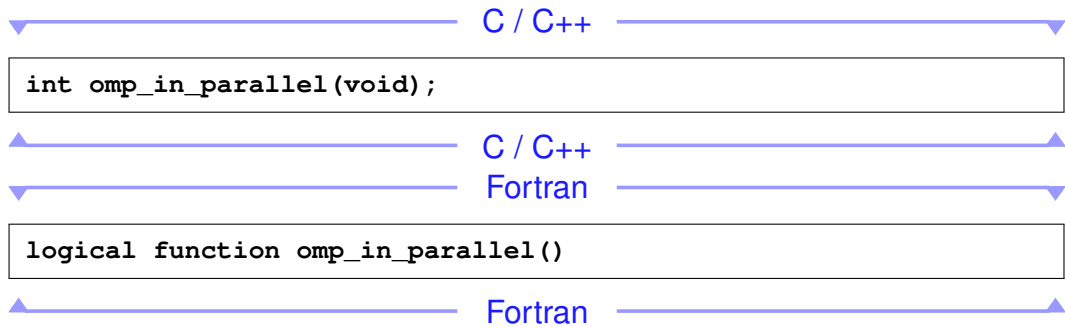 C / C++
int omp_in_parallel(void);
C / C++
Fortran
logical function omp_in_parallel()
Fortran